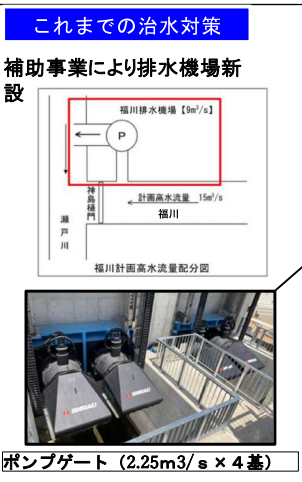 これまでの治水対策
補助事業により排水機場新
設
福川排水機場【9m³/s】
P
神島樋門
計画高水流量 15m³/s
福川
瀬戸川
福川計画高水流量配分図
ISHIGAKI
ISHIGAKI
ポンプゲート（2.25m3/ｓ×４基）